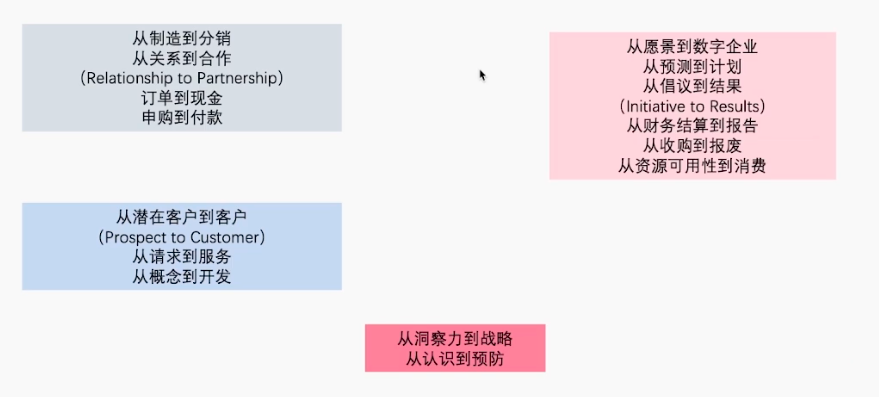 从制造到分销
从关系到合作
（Relationship to Partnership）
订单到现金
申购到付款
从愿景到数字企业
从预测到计划
从倡议到结果
（Initiative to Results）
从财务结算到报告
从收购到报废
从资源可用性到消费
从潜在客户到客户
（Prospect to Customer）
从请求到服务
从概念到开发
从洞察力到战略
从认识到预防